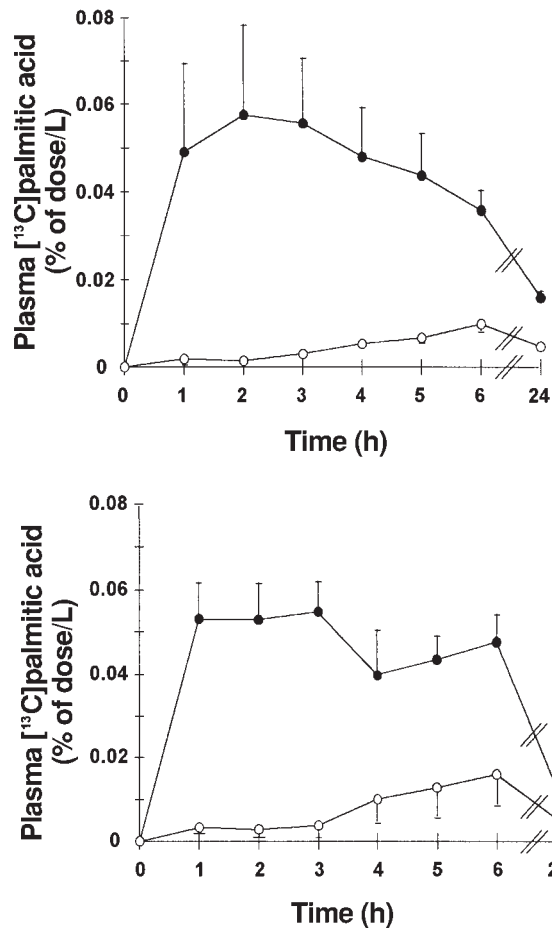 0.08
0.06
0.04
0.02
0
Plasma [¹³C]palmitic acid
(% of dose/L)
0 1 2 3 4 5 6 24
Time (h)
0.08
0.06
0.04
0.02
0
Plasma [¹³C]palmitic acid
(% of dose/L)
0 1 2 3 4 5 6 2
Time (h)